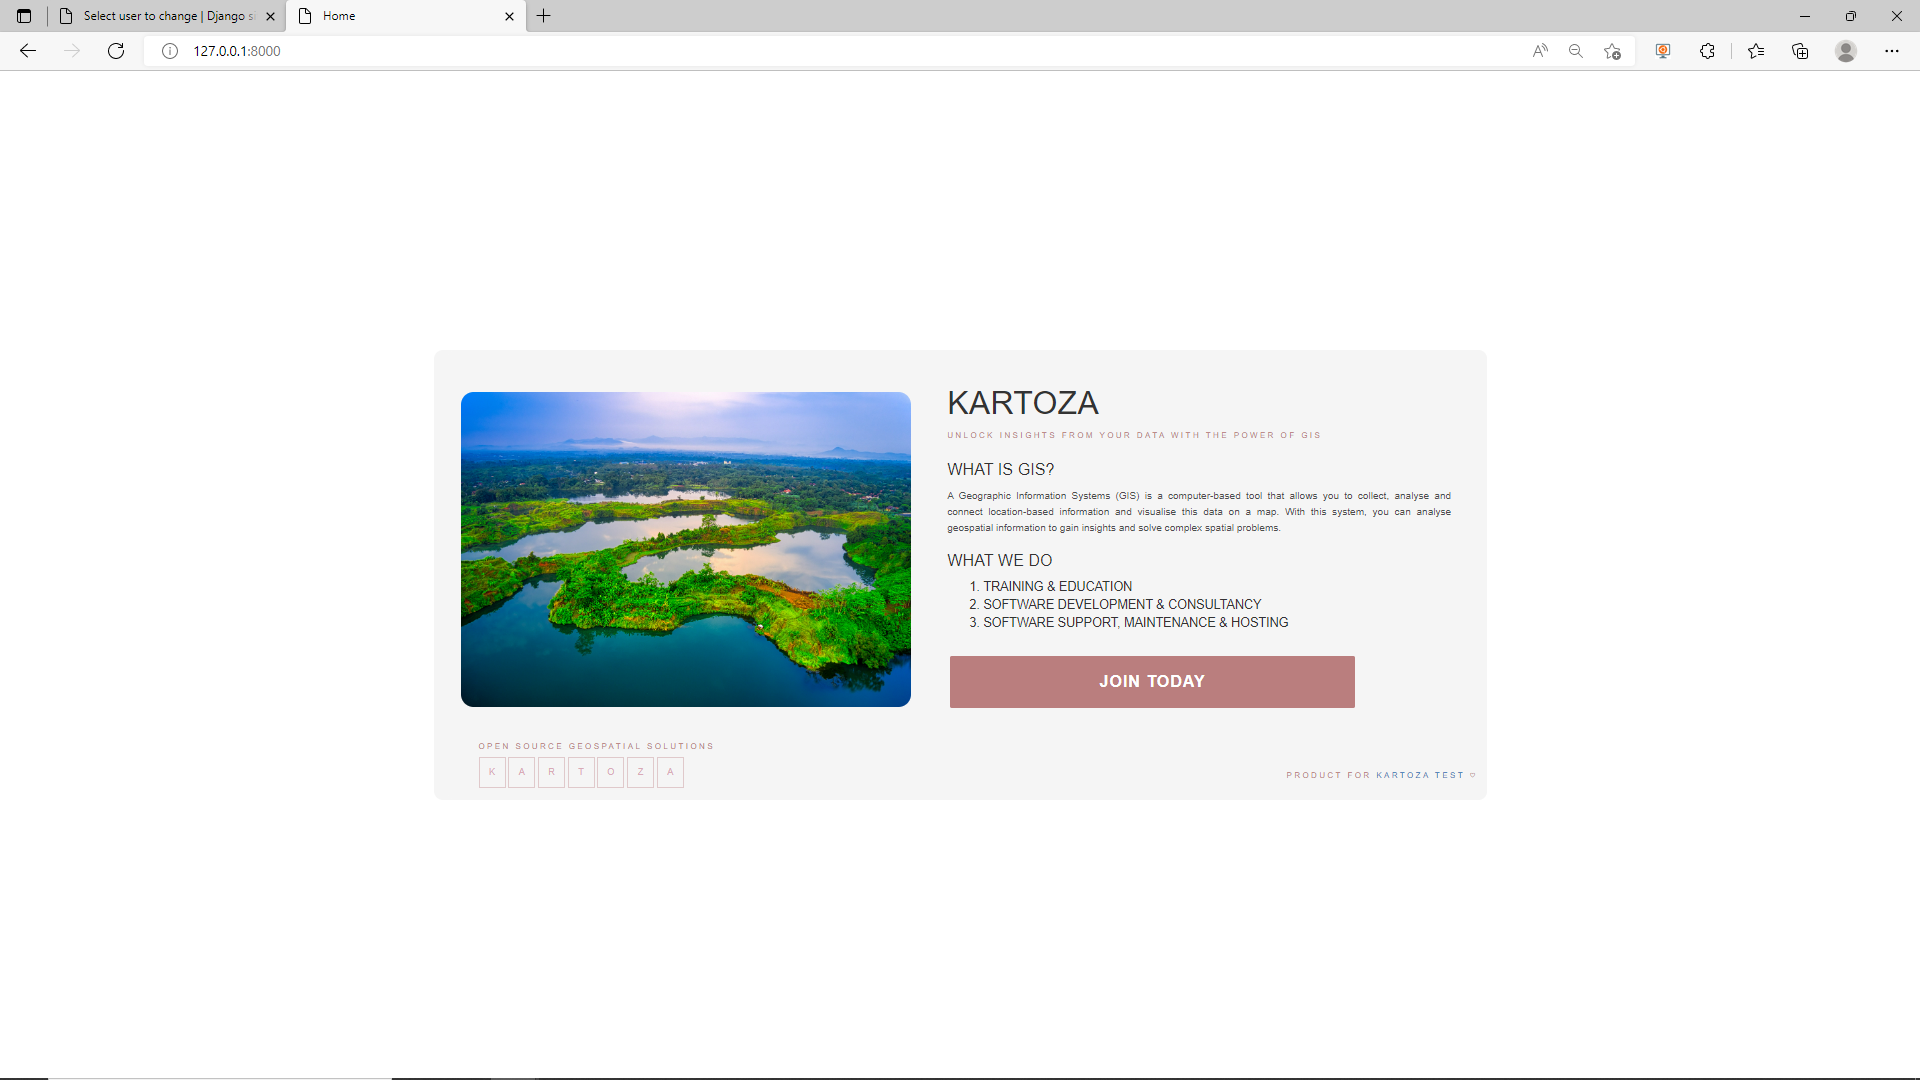 Select user to change | Django si
Home
127.0.0.1:8000
KARTOZA
UNLOCK INSIGHTS FROM YOUR DATA WITH THE POWER OF GIS
WHAT IS GIS?
A Geographic Information Systems (GIS) is a computer-based tool that allows you to collect, analyse and
connect location-based information and visualise this data on a map. With this system, you can analyse
geospatial information to gain insights and solve complex spatial problems.
WHAT WE DO
1. TRAINING & EDUCATION
2. SOFTWARE DEVELOPMENT & CONSULTANCY
3. SOFTWARE SUPPORT, MAINTENANCE & HOSTING
JOIN TODAY
OPEN SOURCE GEOSPATIAL SOLUTIONS
K A R T O Z A
PRODUCT FOR KARTOZA TEST ♡